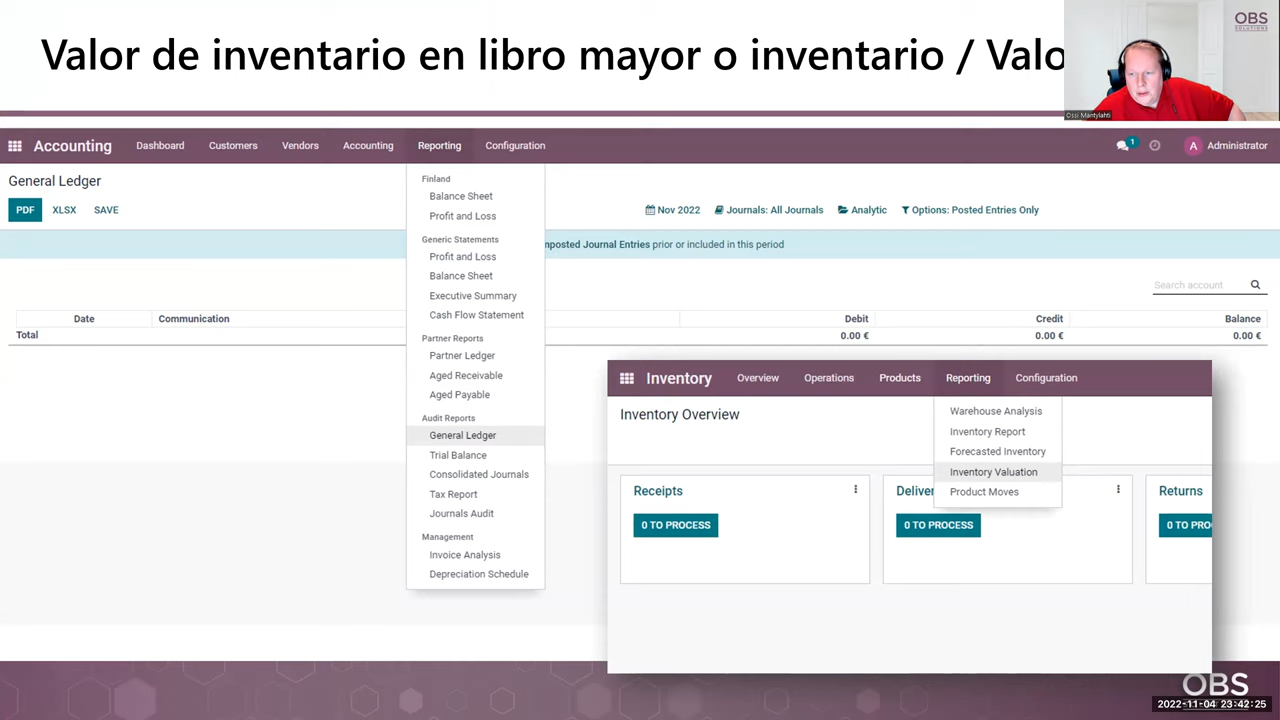 Valor de inventario en libro mayor o inventario / Valo
OBS
SOLUTIONS
Ossi Mäntylahti
Accounting Dashboard Customers Vendors Accounting Reporting Configuration 1 A Administrator
General Ledger
PDF XLSX SAVE
Nov 2022 Journals: All Journals Analytic Options: Posted Entries Only
nposted Journal Entries prior or included in this period
Search account
Date Communication Debit Credit Balance
Total 0.00 € 0.00 € 0.00 €
Finland
Balance Sheet
Profit and Loss
Generic Statements
Profit and Loss
Balance Sheet
Executive Summary
Cash Flow Statement
Partner Reports
Partner Ledger
Aged Receivable
Aged Payable
Audit Reports
General Ledger
Trial Balance
Consolidated Journals
Tax Report
Journals Audit
Management
Invoice Analysis
Depreciation Schedule
Inventory Overview Operations Products Reporting Configuration
Inventory Overview
Warehouse Analysis
Inventory Report
Forecasted Inventory
Inventory Valuation
Product Moves
Receipts Deliver Returns
0 TO PROCESS 0 TO PROCESS 0 TO PRO
OBS
2022-11-04 23:42:25